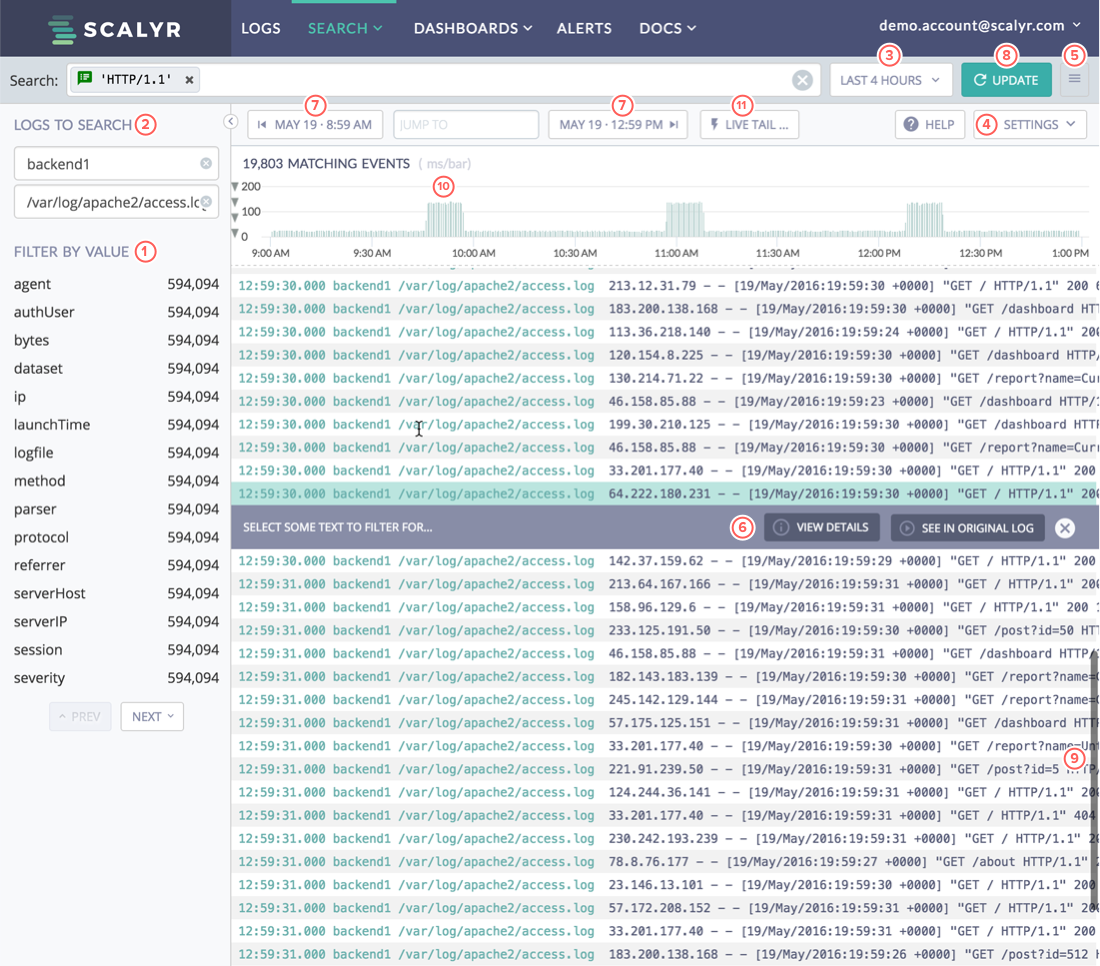 SCALYR LOGS SEARCH DASHBOARDS ALERTS DOCS demo.account@scalyr.com
3 8 5
Search: 'HTTP/1.1' LAST 4 HOURS UPDATE
LOGS TO SEARCH 2
backend1
/var/log/apache2/access.lo
FILTER BY VALUE 1
agent 594,094
authUser 594,094
bytes 594,094
dataset 594,094
ip 594,094
launchTime 594,094
logfile 594,094
method 594,094
parser 594,094
protocol 594,094
referrer 594,094
serverHost 594,094
serverIP 594,094
session 594,094
severity 594,094
PREV NEXT
7 7 11
MAY 19 · 8:59 AM JUMP TO MAY 19 · 12:59 PM LIVE TAIL ... HELP 4 SETTINGS
19,803 MATCHING EVENTS ( ms/bar)
10
200
100
0
9:00 AM 9:30 AM 10:00 AM 10:30 AM 11:00 AM 11:30 AM 12:00 PM 12:30 PM 1:00 PM
12:59:30.000 backend1 /var/log/apache2/access.log 213.12.31.79 - - [19/May/2016:19:59:30 +0000] "GET / HTTP/1.1" 200 6
12:59:30.000 backend1 /var/log/apache2/access.log 183.200.138.168 - - [19/May/2016:19:59:30 +0000] "GET /dashboard HTT
12:59:30.000 backend1 /var/log/apache2/access.log 113.36.218.140 - - [19/May/2016:19:59:24 +0000] "GET / HTTP/1.1" 200
12:59:30.000 backend1 /var/log/apache2/access.log 120.154.8.225 - - [19/May/2016:19:59:30 +0000] "GET /dashboard HTTP/
12:59:30.000 backend1 /var/log/apache2/access.log 130.214.71.22 - - [19/May/2016:19:59:30 +0000] "GET /report?name=Cur
12:59:30.000 backend1 /var/log/apache2/access.log 46.158.85.88 - - [19/May/2016:19:59:23 +0000] "GET /dashboard HTTP/1
12:59:30.000 backend1 /var/log/apache2/access.log 199.30.210.125 - - [19/May/2016:19:59:30 +0000] "GET /dashboard HTTP
12:59:30.000 backend1 /var/log/apache2/access.log 46.158.85.88 - - [19/May/2016:19:59:30 +0000] "GET /report?name=Curr
12:59:30.000 backend1 /var/log/apache2/access.log 33.201.177.40 - - [19/May/2016:19:59:30 +0000] "GET / HTTP/1.1" 200
12:59:30.000 backend1 /var/log/apache2/access.log 64.222.180.231 - - [19/May/2016:19:59:30 +0000] "GET / HTTP/1.1" 200
SELECT SOME TEXT TO FILTER FOR... 6 VIEW DETAILS SEE IN ORIGINAL LOG
12:59:30.000 backend1 /var/log/apache2/access.log 142.37.159.62 - - [19/May/2016:19:59:29 +0000] "GET / HTTP/1.1" 200
12:59:31.000 backend1 /var/log/apache2/access.log 213.64.167.166 - - [19/May/2016:19:59:31 +0000] "GET / HTTP/1.1" 200
12:59:31.000 backend1 /var/log/apache2/access.log 158.96.129.6 - - [19/May/2016:19:59:31 +0000] "GET / HTTP/1.1" 200 1
12:59:31.000 backend1 /var/log/apache2/access.log 233.125.191.50 - - [19/May/2016:19:59:30 +0000] "GET /post?id=50 HTT
12:59:31.000 backend1 /var/log/apache2/access.log 46.158.85.88 - - [19/May/2016:19:59:31 +0000] "GET /dashboard HTTP/1
12:59:31.000 backend1 /var/log/apache2/access.log 182.143.183.139 - - [19/May/2016:19:59:30 +0000] "GET /report?name=C
12:59:31.000 backend1 /var/log/apache2/access.log 245.142.129.144 - - [19/May/2016:19:59:31 +0000] "GET /report?name=C
12:59:31.000 backend1 /var/log/apache2/access.log 57.175.125.151 - - [19/May/2016:19:59:31 +0000] "GET /dashboard HTTP
12:59:31.000 backend1 /var/log/apache2/access.log 33.201.177.40 - - [19/May/2016:19:59:30 +0000] "GET /report?name=Unt
9
12:59:31.000 backend1 /var/log/apache2/access.log 221.91.239.50 - - [19/May/2016:19:59:31 +0000] "GET /post?id=5 HTTP/
12:59:31.000 backend1 /var/log/apache2/access.log 124.244.36.141 - - [19/May/2016:19:59:31 +0000] "GET / HTTP/1.1" 200
12:59:31.000 backend1 /var/log/apache2/access.log 33.201.177.40 - - [19/May/2016:19:59:31 +0000] "GET / HTTP/1.1" 404
12:59:31.000 backend1 /var/log/apache2/access.log 230.242.193.239 - - [19/May/2016:19:59:31 +0000] "GET / HTTP/1.1" 20
12:59:31.000 backend1 /var/log/apache2/access.log 78.8.76.177 - - [19/May/2016:19:59:27 +0000] "GET /about HTTP/1.1" 2
12:59:31.000 backend1 /var/log/apache2/access.log 23.146.13.101 - - [19/May/2016:19:59:30 +0000] "GET / HTTP/1.1" 200
12:59:31.000 backend1 /var/log/apache2/access.log 57.172.208.152 - - [19/May/2016:19:59:31 +0000] "GET / HTTP/1.1" 200
12:59:31.000 backend1 /var/log/apache2/access.log 33.201.177.40 - - [19/May/2016:19:59:31 +0000] "GET / HTTP/1.1" 200
12:59:31.000 backend1 /var/log/apache2/access.log 183.200.138.168 - - [19/May/2016:19:59:26 +0000] "GET /post?id=512 H